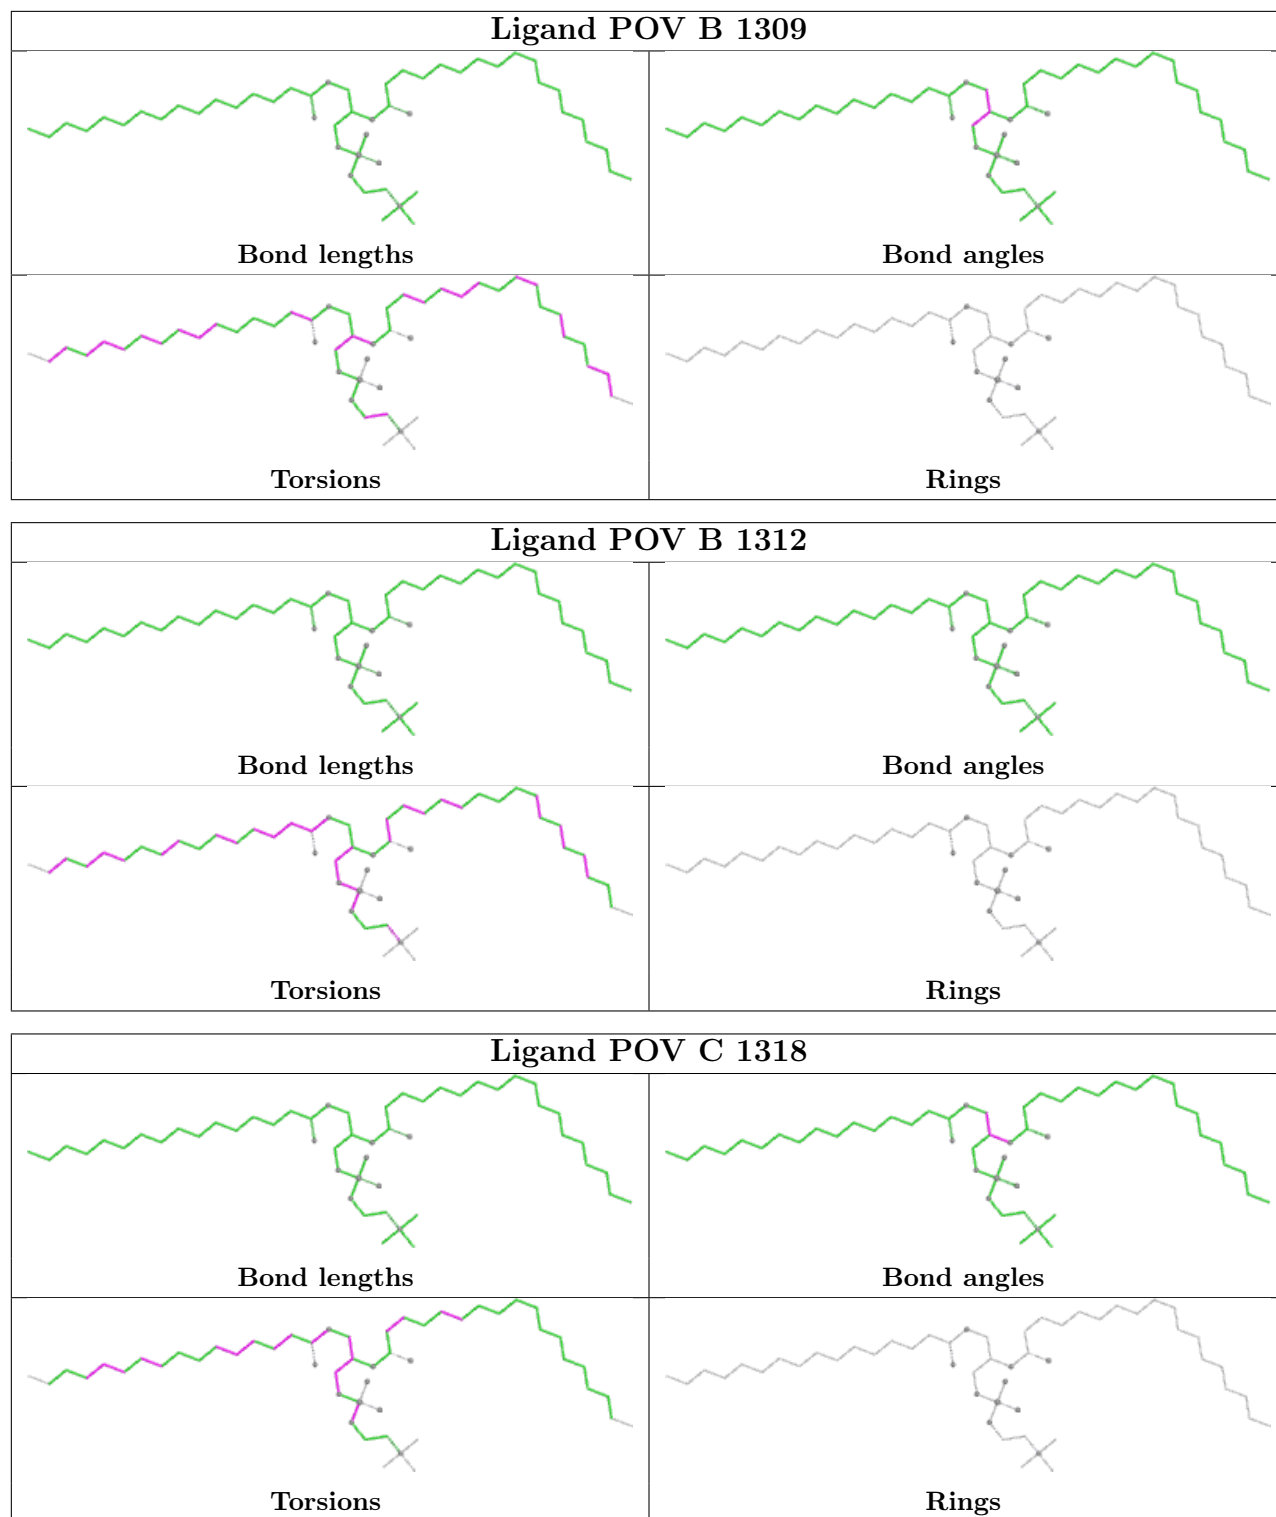 Ligand POV B 1309
Bond lengths
Bond angles
Torsions
Rings
Ligand POV B 1312
Bond lengths
Bond angles
Torsions
Rings
Ligand POV C 1318
Bond lengths
Bond angles
Torsions
Rings